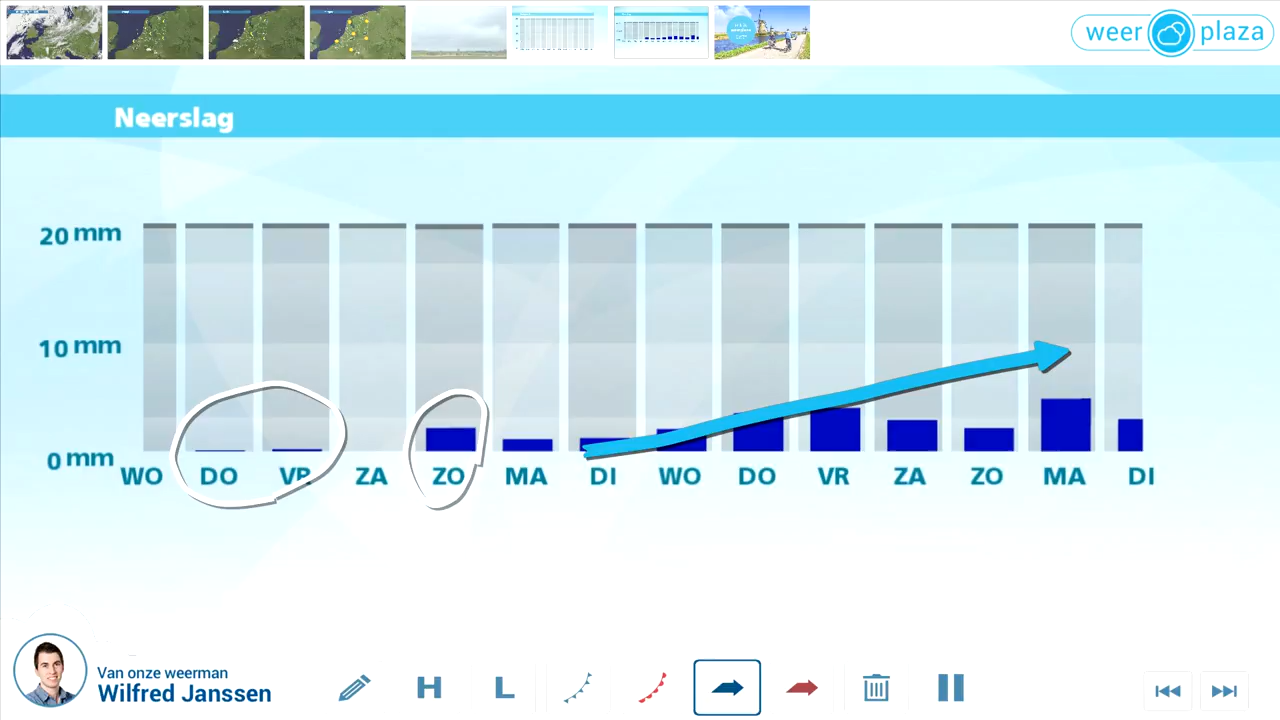 weer plaza
Neerslag
20 mm
10 mm
0 mm
WO DO VR ZA ZO MA DI WO DO VR ZA ZO MA DI
Van onze weerman
Wilfred Janssen
H L